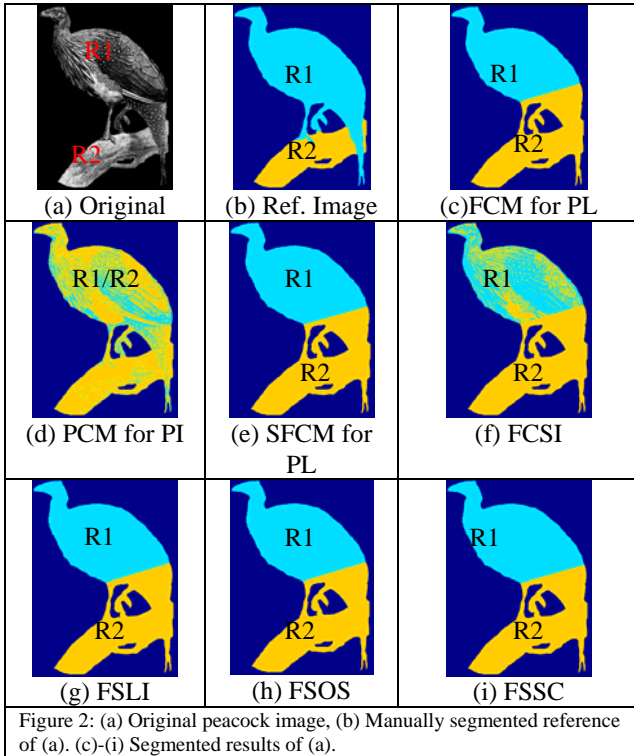 R1
R2
(a) Original
R1
R2
(b) Ref. Image
R1
R2
(c)FCM for PL
R1/R2
(d) PCM for PI
R1
R2
(e) SFCM for
PL
R1
R2
(f) FCSI
R1
R2
(g) FSLI
R1
R2
(h) FSOS
R1
R2
(i) FSSC
Figure 2: (a) Original peacock image, (b) Manually segmented reference
of (a). (c)-(i) Segmented results of (a).